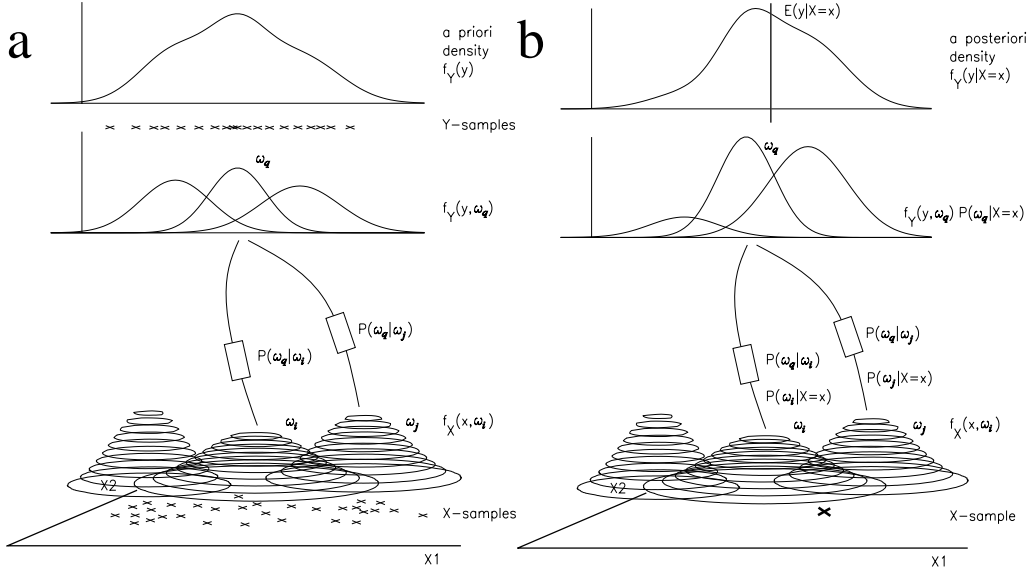 a
a priori
density
f_Y(y)
Y-samples
ω_q
f_Y(y,ω_q)
P(ω_q|ω_j)
P(ω_q|ω_i)
ω_i
ω_j
f_X(x,ω_i)
X2
X-samples
X1
b
E(y|X=x)
a posteriori
density
f_Y(y|X=x)
ω_q
f_Y(y,ω_q) P(ω_q|X=x)
P(ω_q|ω_j)
P(ω_q|ω_i)
P(ω_j|X=x)
P(ω_i|X=x)
ω_i
ω_j
f_X(x,ω_i)
X2
X-sample
X1